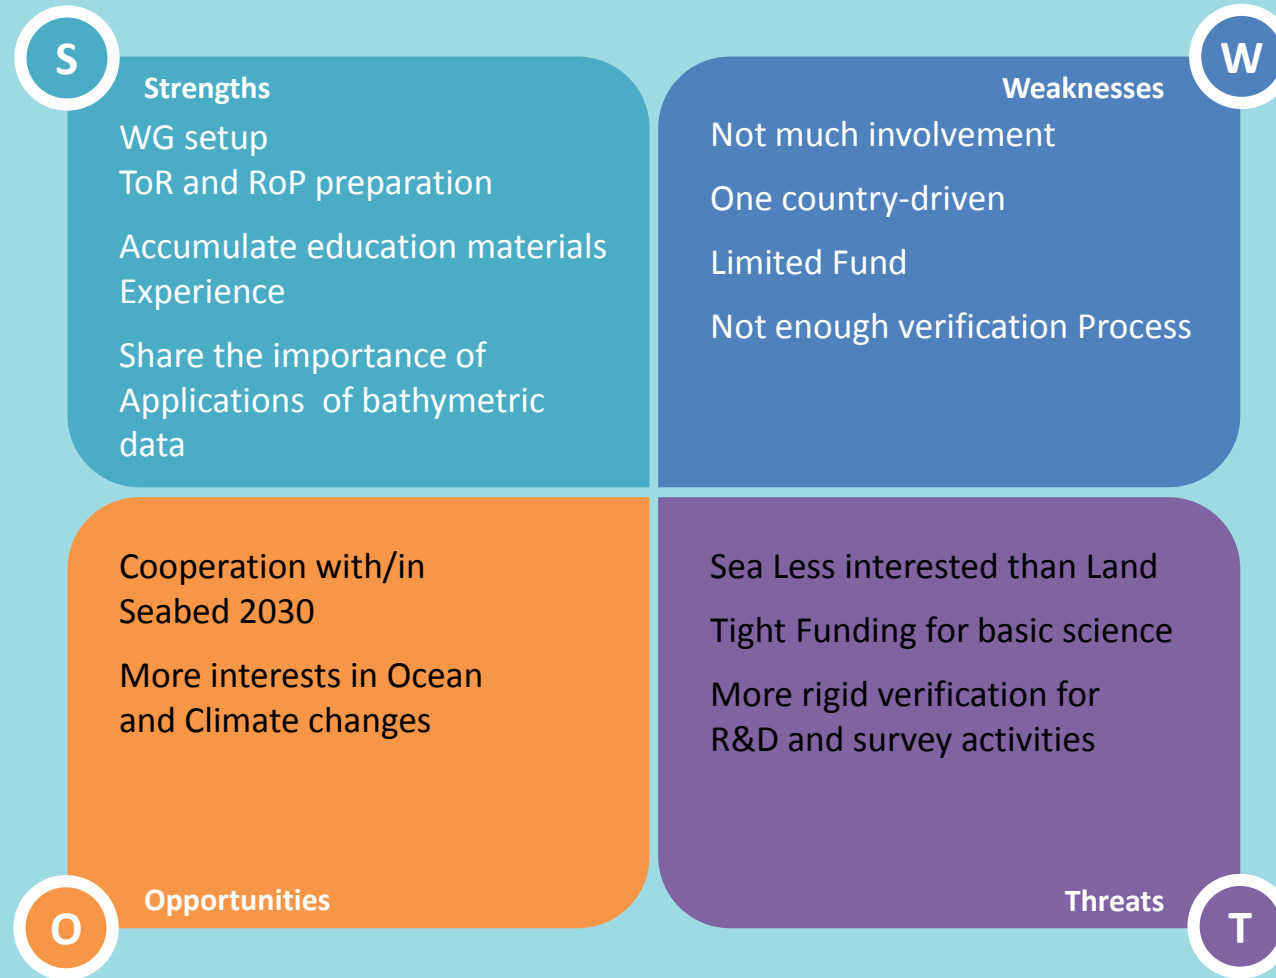 S
Strengths
WG setup
ToR and RoP preparation
Accumulate education materials
Experience
Share the importance of
Applications  of bathymetric
data
W
Weaknesses
Not much involvement
One country-driven
Limited Fund
Not enough verification Process
Cooperation with/in
Seabed 2030
More interests in Ocean
and Climate changes
Opportunities
O
Sea Less interested than Land
Tight Funding for basic science
More rigid verification for
R&D and survey activities
Threats
T